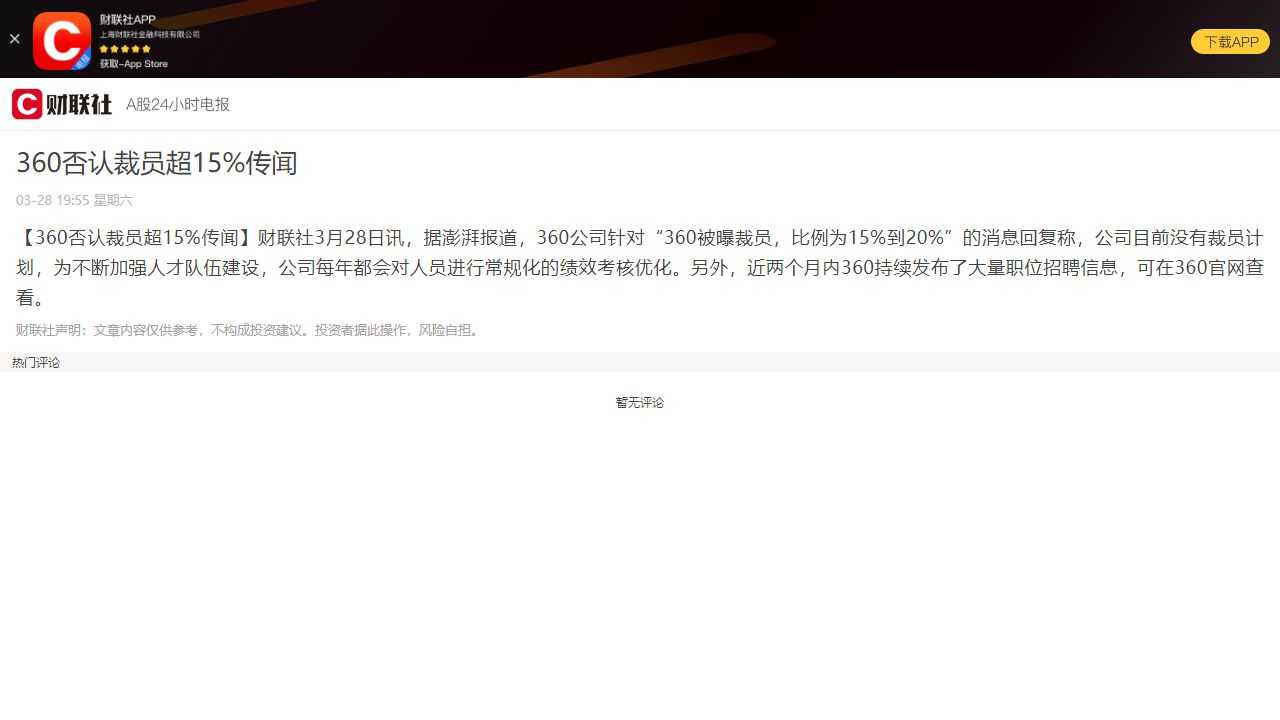 财联社APP
上海财联社金融科技有限公司
获取-App Store
下载APP
财联社 A股24小时电报
360否认裁员超15%传闻
03-28 19:55 星期六
【360否认裁员超15%传闻】财联社3月28日讯，据澎湃报道，360公司针对“360被曝裁员，比例为15%到20%”的消息回复称，公司目前没有裁员计
划，为不断加强人才队伍建设，公司每年都会对人员进行常规化的绩效考核优化。另外，近两个月内360持续发布了大量职位招聘信息，可在360官网查
看。
财联社声明：文章内容仅供参考，不构成投资建议。投资者据此操作，风险自担。
热门评论
暂无评论